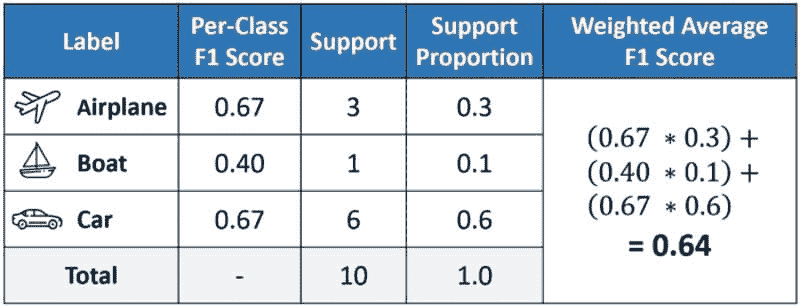 Label
Per-Class
F1 Score
Support
Support
Proportion
Weighted Average
F1 Score
Airplane
0.67
3
0.3
Boat
0.40
1
0.1
Car
0.67
6
0.6
Total
-
10
1.0
(0.67 * 0.3) +
(0.40 * 0.1) +
(0.67 * 0.6)
= 0.64